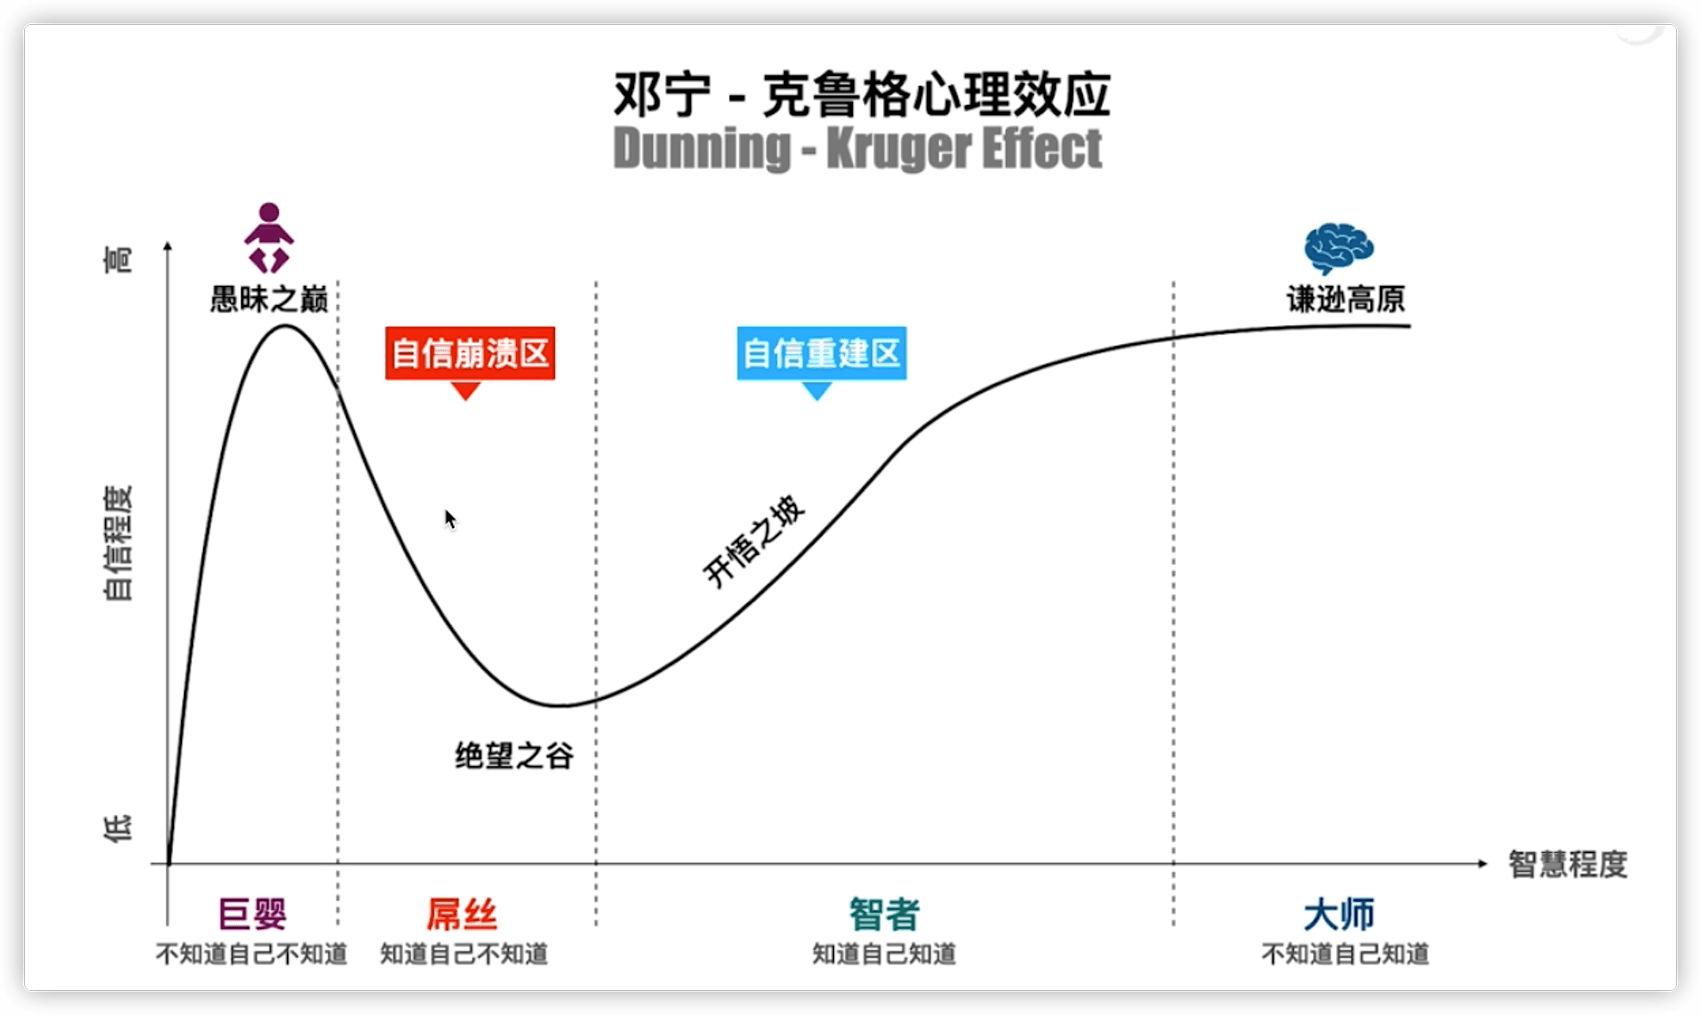 邓宁 - 克鲁格心理效应
Dunning - Kruger Effect
高
愚昧之巅
谦逊高原
自信崩溃区
自信重建区
自信程度
开悟之坡
绝望之谷
低
智慧程度
巨婴
屌丝
智者
大师
不知道自己不知道
知道自己不知道
知道自己知道
不知道自己知道